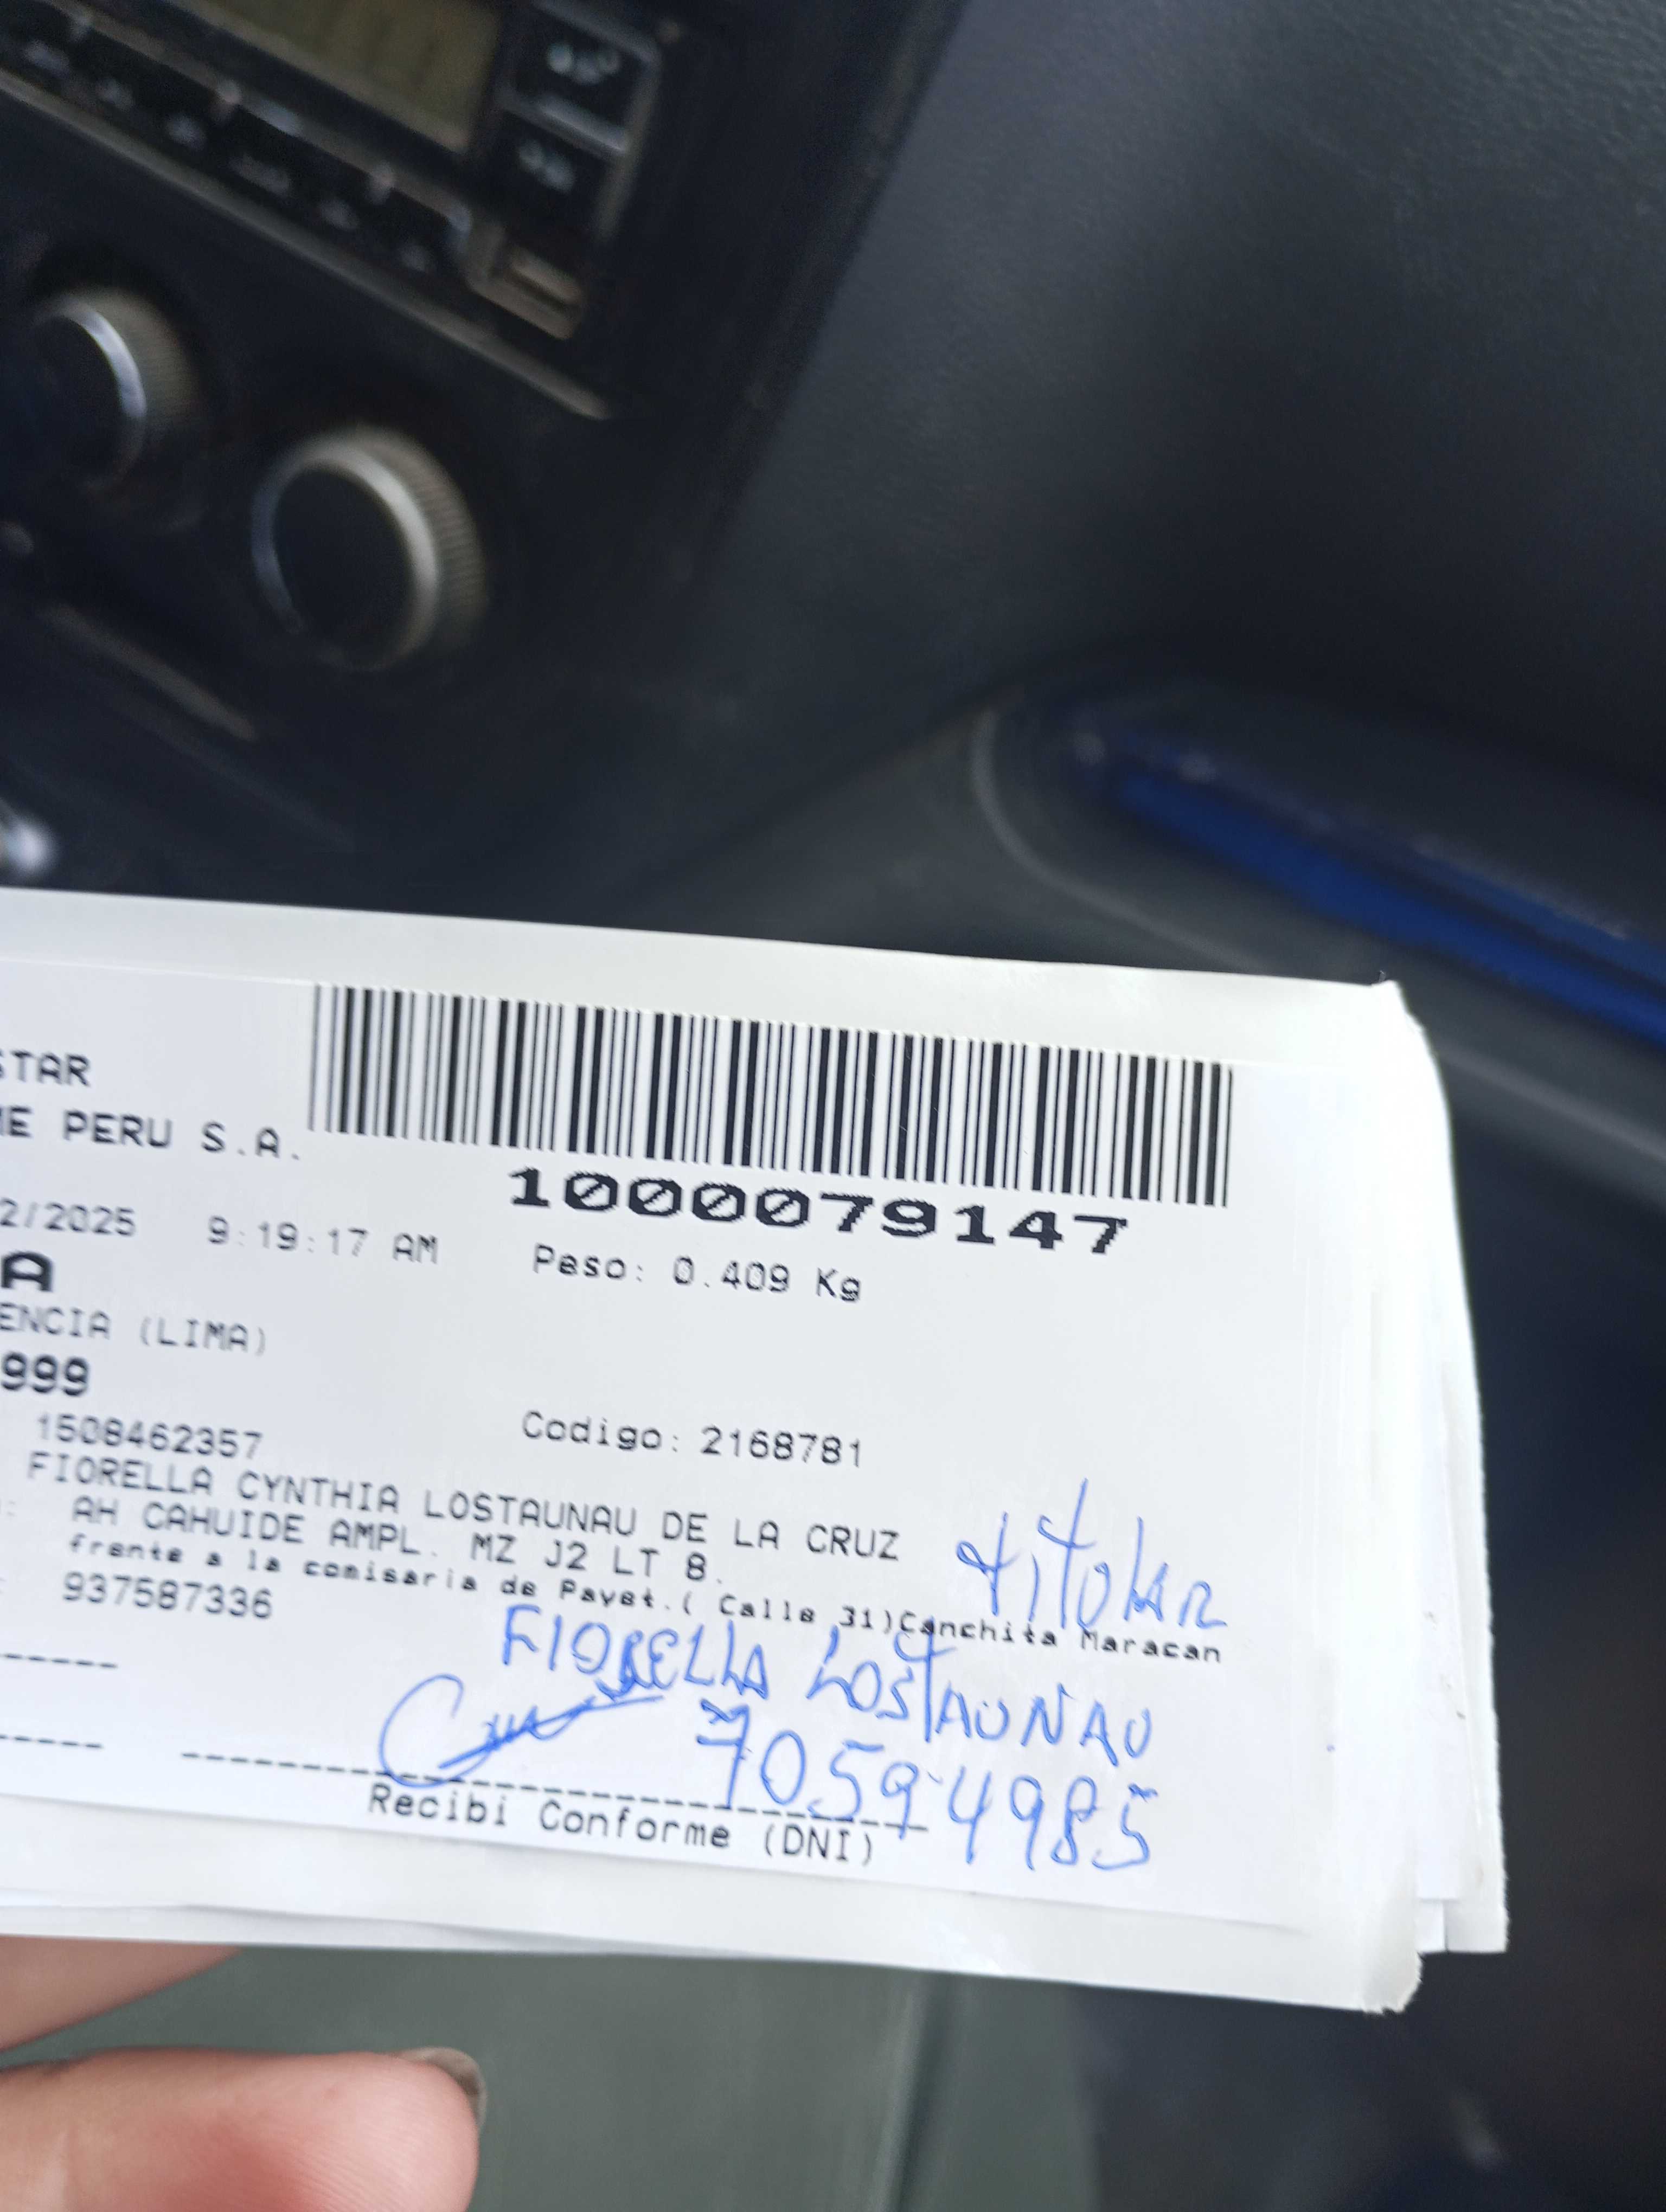 STAR
ME PERU S.A.
1000079147
2/2025 9:19:17 AM Peso: 0.409 Kg
A
ENCIA (LIMA)
999
1508462357 Codigo: 2168781
FIORELLA CYNTHIA LOSTAUNAU DE LA CRUZ
AH CAHUIDE AMPL. MZ J2 LT 8.
frente a la comisaria de Payet.( Calle 31)Canchita Maracan
937587336
titular
FIORELLA LOSTAUNAU
70594985
Recibi Conforme (DNI)